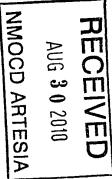 RECEIVED
AUG 30 2010
NMOCD ARTESIA